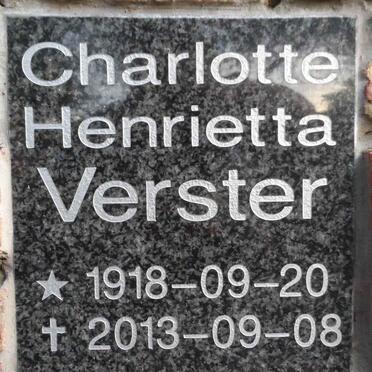 Charlotte
Henrietta
Verster
★ 1918-09-20
✝ 2013-09-08